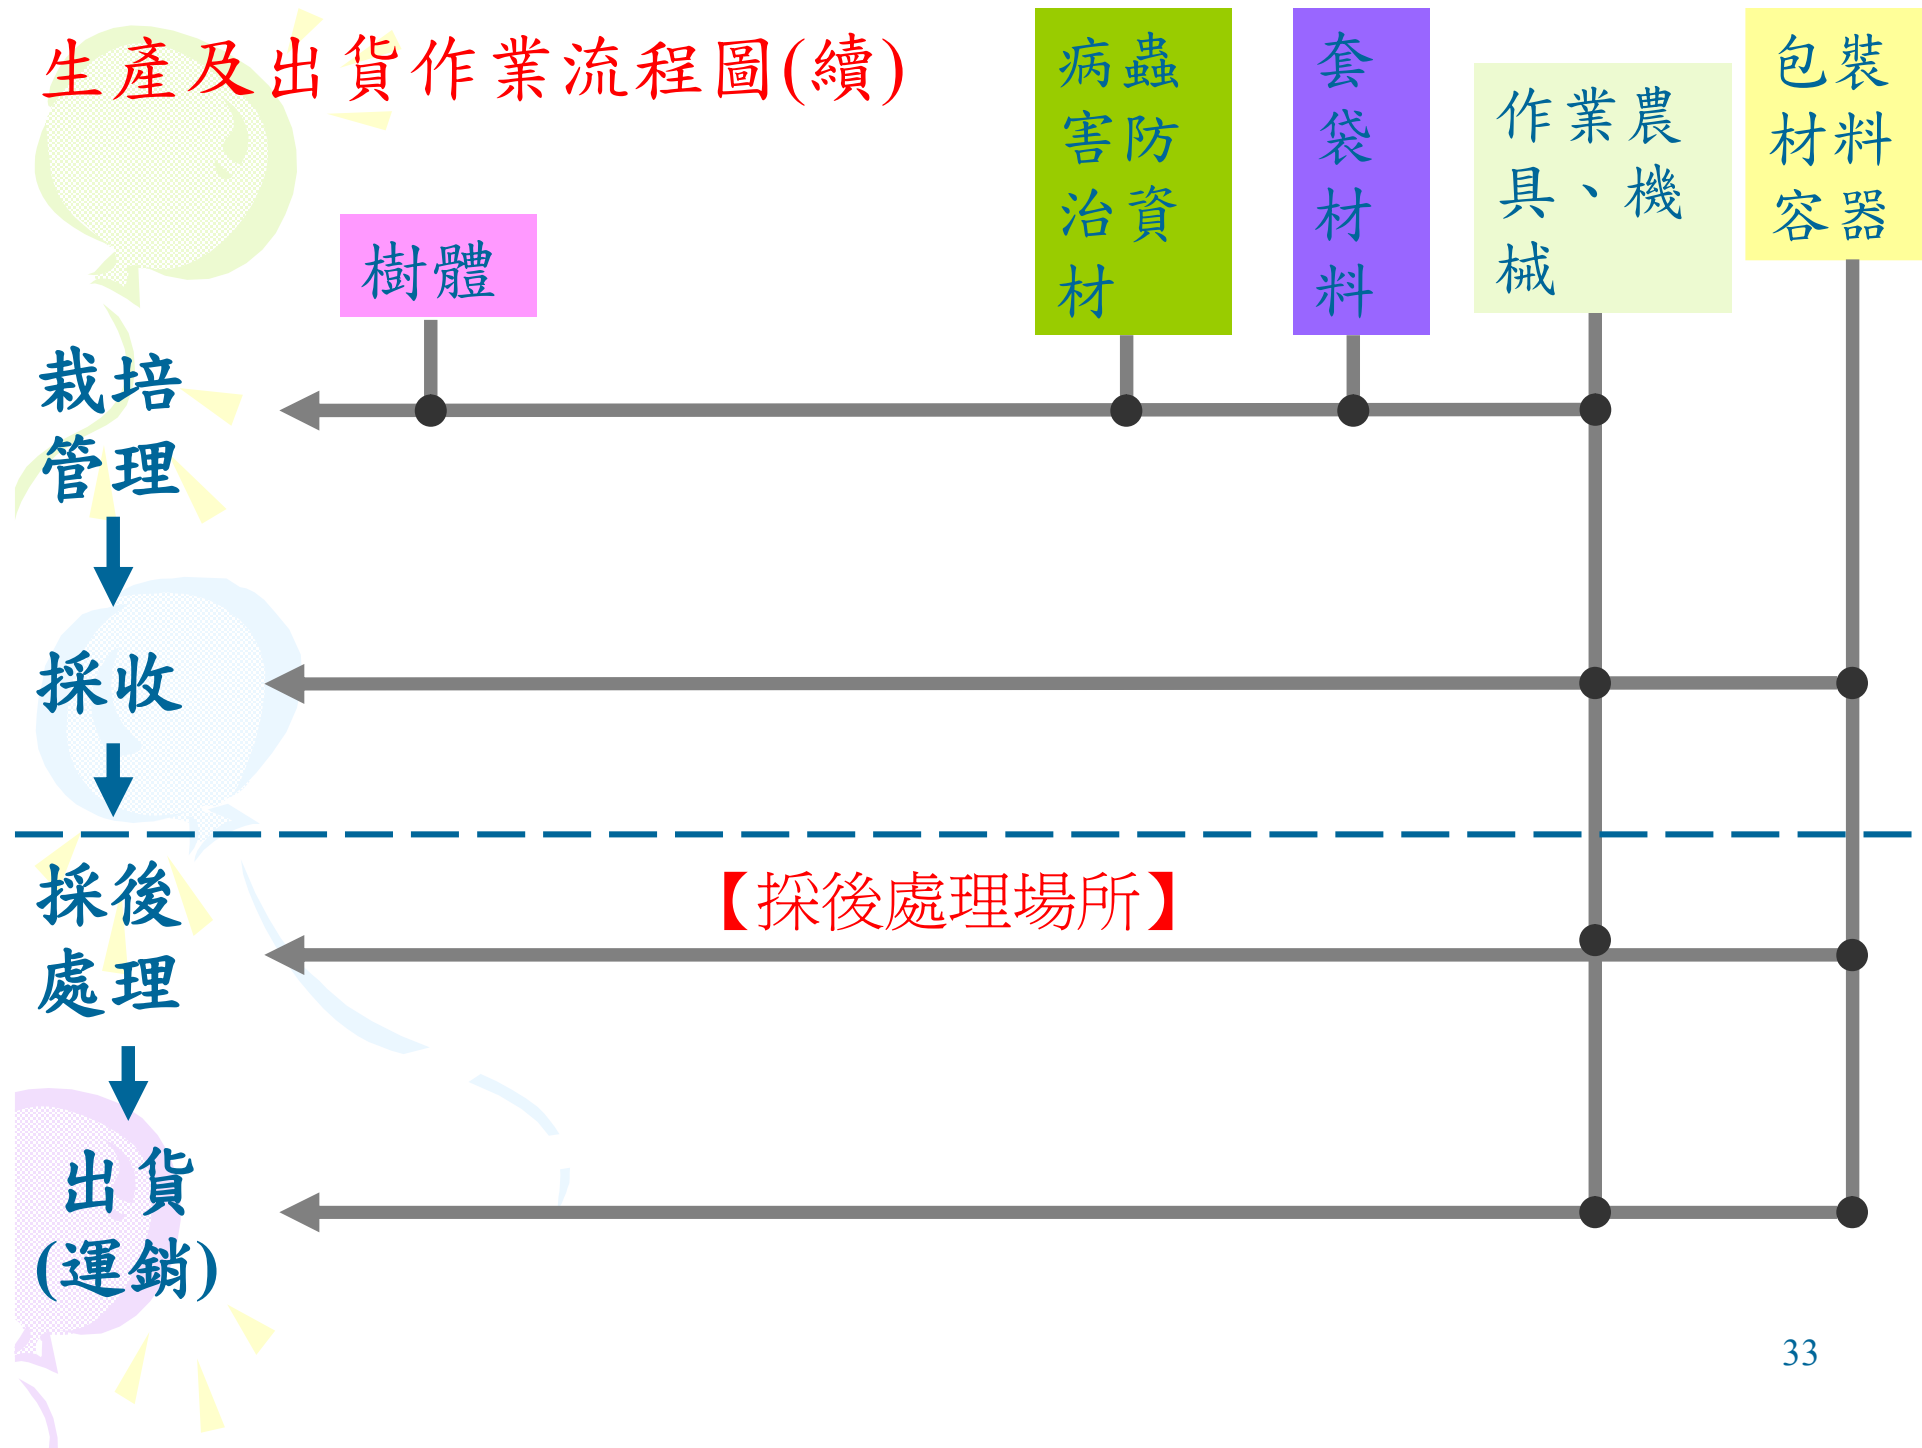 生產及出貨作業流程圖(續)
病蟲
害防
治資
材
套
袋
材
料
作業農
具、機
械
包裝
材料
容器
樹體
栽培
管理
採收
採後
處理
【採後處理場所】
出貨
(運銷)
33